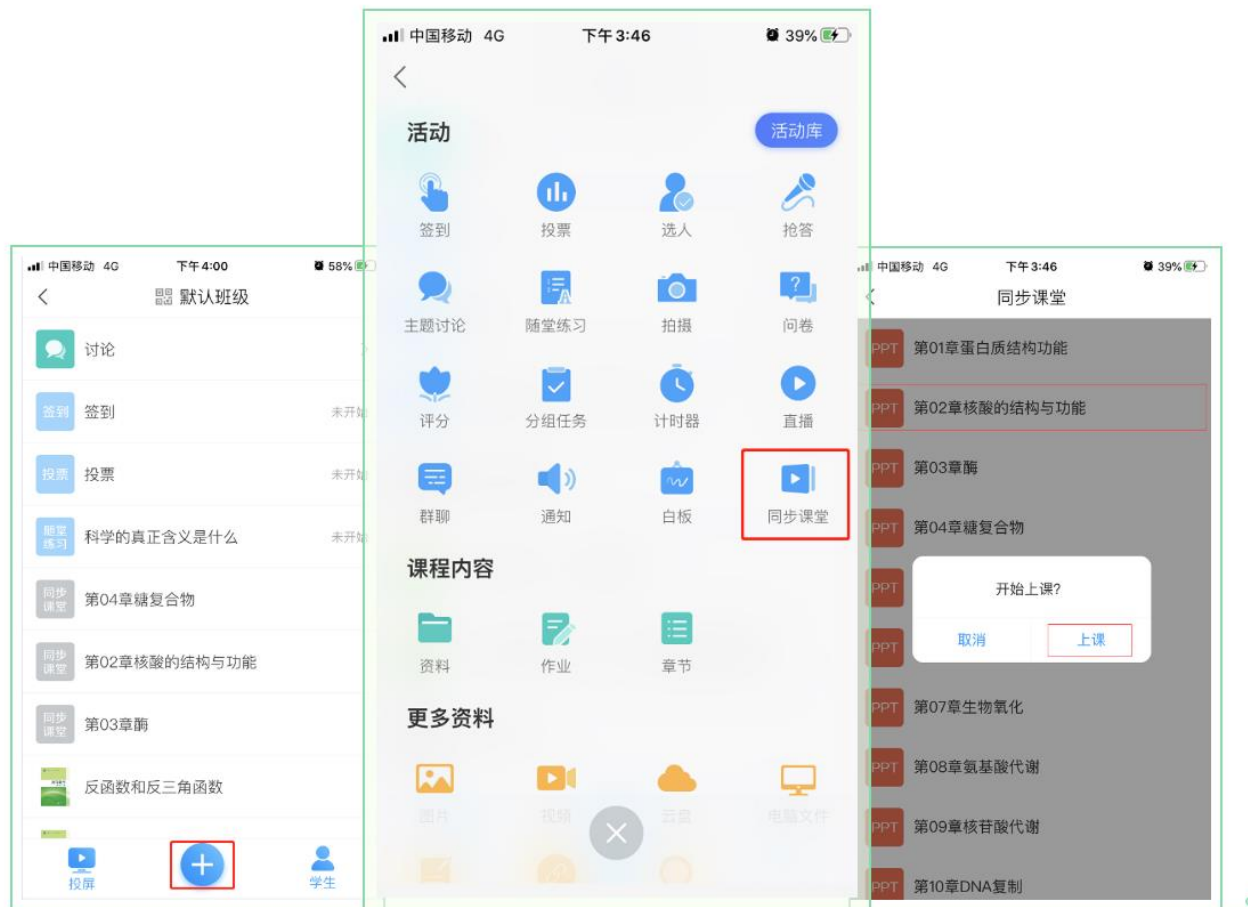 中国移动 4G 下午4:00 58%
默认班级
讨论
签到 签到 未开始
投票 投票 未开始
随堂练习 科学的真正含义是什么 未开始
同步课堂 第04章糖复合物
同步课堂 第02章核酸的结构与功能
同步课堂 第03章酶
反函数和反三角函数
投屏 学生
中国移动 4G 下午3:46 39%
活动 活动库
签到 投票 选人 抢答
主题讨论 随堂练习 拍摄 问卷
评分 分组任务 计时器 直播
群聊 通知 白板 同步课堂
课程内容
资料 作业 章节
更多资料
图片 视频 云盘 电脑文件
中国移动 4G 下午3:46 39%
同步课堂
PPT 第01章蛋白质结构功能
PPT 第02章核酸的结构与功能
PPT 第03章酶
PPT 第04章糖复合物
PPT
开始上课?
PPT
取消 上课
PPT 第07章生物氧化
PPT 第08章氨基酸代谢
PPT 第09章核苷酸代谢
PPT 第10章DNA复制